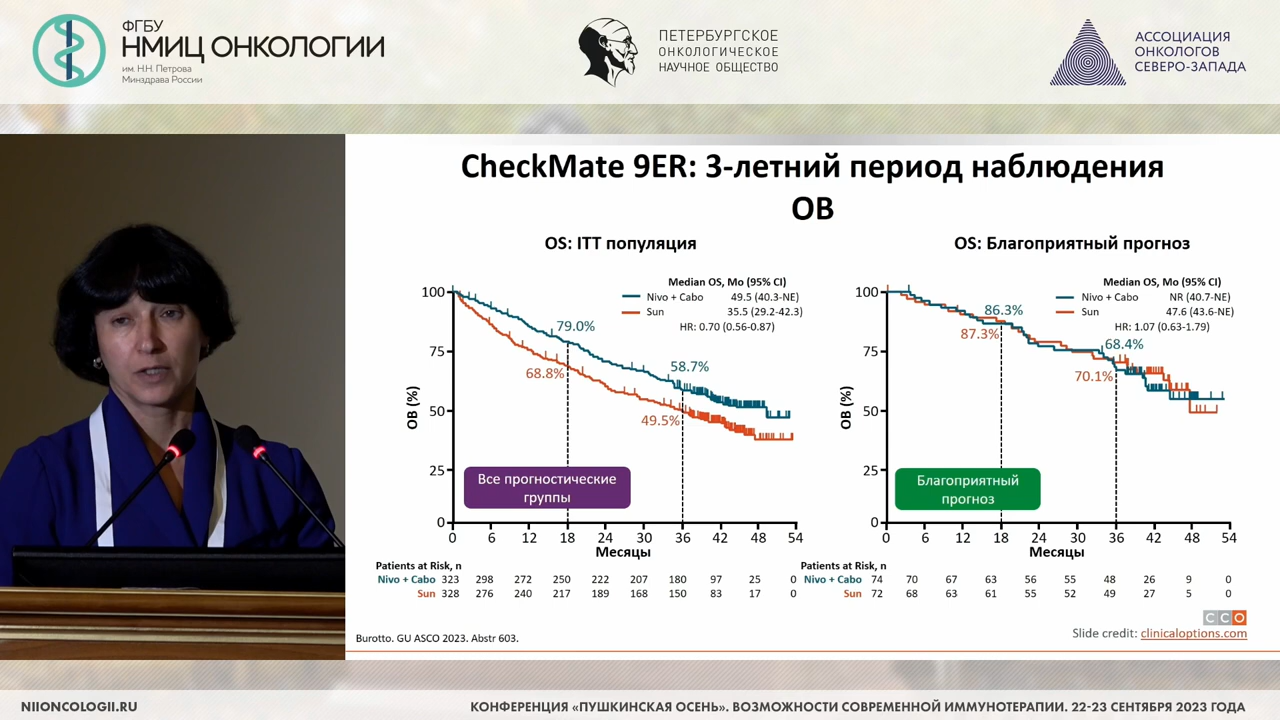 ФГБУ
НМИЦ ОНКОЛОГИИ
им. Н.Н. Петрова
Минздрава России
ПЕТЕРБУРГСКОЕ
ОНКОЛОГИЧЕСКОЕ
НАУЧНОЕ ОБЩЕСТВО
АССОЦИАЦИЯ
ОНКОЛОГОВ
СЕВЕРО-ЗАПАДА
CheckMate 9ER: 3-летний период наблюдения
ОВ
OS: ITT популяция
Median OS, Mo (95% CI)
Nivo + Cabo 49.5 (40.3-NE)
Sun 35.5 (29.2-42.3)
HR: 0.70 (0.56-0.87)
100
75
50
25
0
ОВ (%)
79.0%
68.8%
58.7%
49.5%
Все прогностические
группы
0 6 12 18 24 30 36 42 48 54
Месяцы
Patients at Risk, n
Nivo + Cabo 323 298 272 250 222 207 180 97 25 0
Sun 328 276 240 217 189 168 150 83 17 0
OS: Благоприятный прогноз
Median OS, Mo (95% CI)
Nivo + Cabo NR (40.7-NE)
Sun 47.6 (43.6-NE)
HR: 1.07 (0.63-1.79)
100
75
50
25
0
ОВ (%)
86.3%
87.3%
68.4%
70.1%
Благоприятный
прогноз
0 6 12 18 24 30 36 42 48 54
Месяцы
Patients at Risk, n
Nivo + Cabo 74 70 67 63 56 55 48 26 9 0
Sun 72 68 63 61 55 52 49 27 5 0
CCO
Burotto. GU ASCO 2023. Abstr 603.
Slide credit: clinicaloptions.com
NIIONCOLOGII.RU
КОНФЕРЕНЦИЯ «ПУШКИНСКАЯ ОСЕНЬ». ВОЗМОЖНОСТИ СОВРЕМЕННОЙ ИММУНОТЕРАПИИ. 22-23 СЕНТЯБРЯ 2023 ГОДА